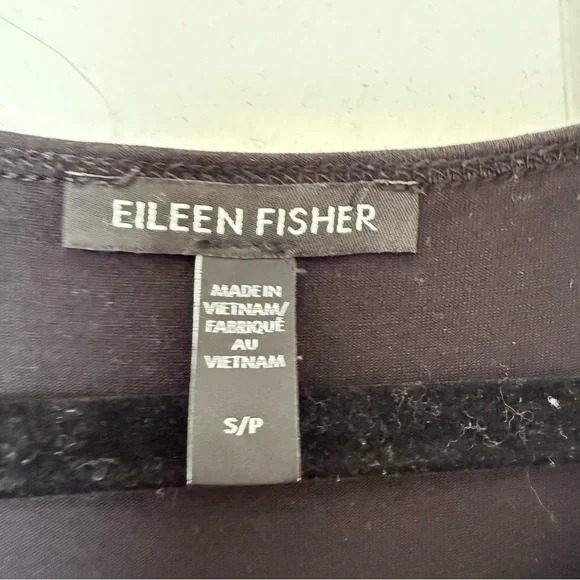 EILEEN FISHER
MADE IN
VIETNAM/
FABRIQUÉ
AU
VIETNAM
S/P